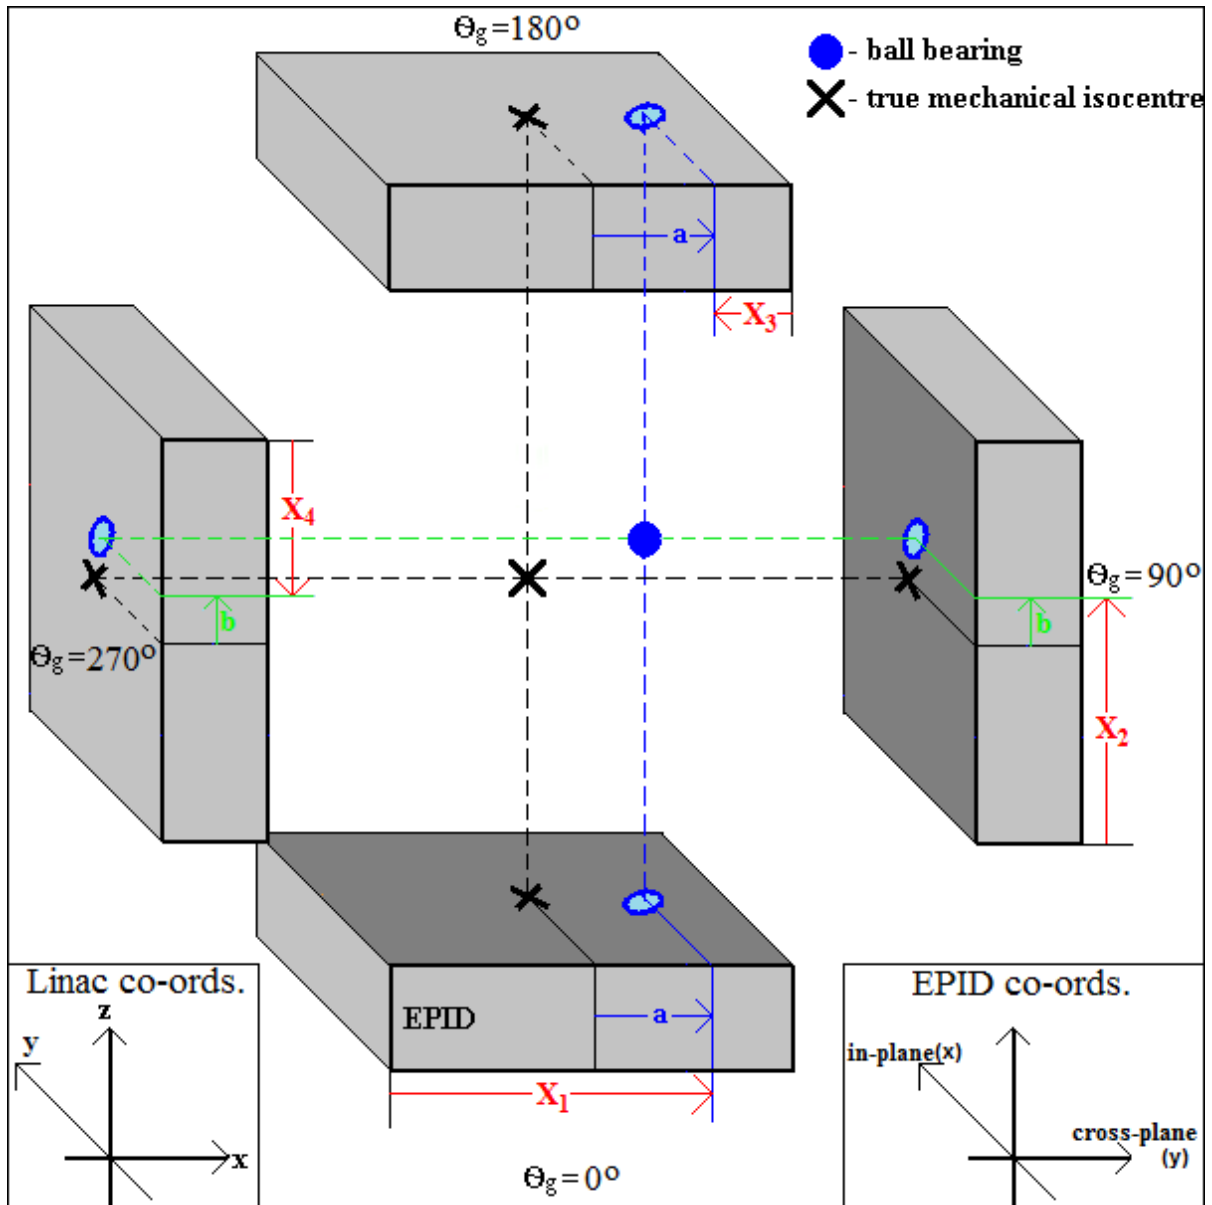 Θg=180°
- ball bearing
- true mechanical isocentre
a
X3
X4
b
Θg=270°
Θg=90°
b
X2
EPID
a
X1
Θg=0°
Linac co-ords.
z
y
x
EPID co-ords.
in-plane(x)
cross-plane
(y)